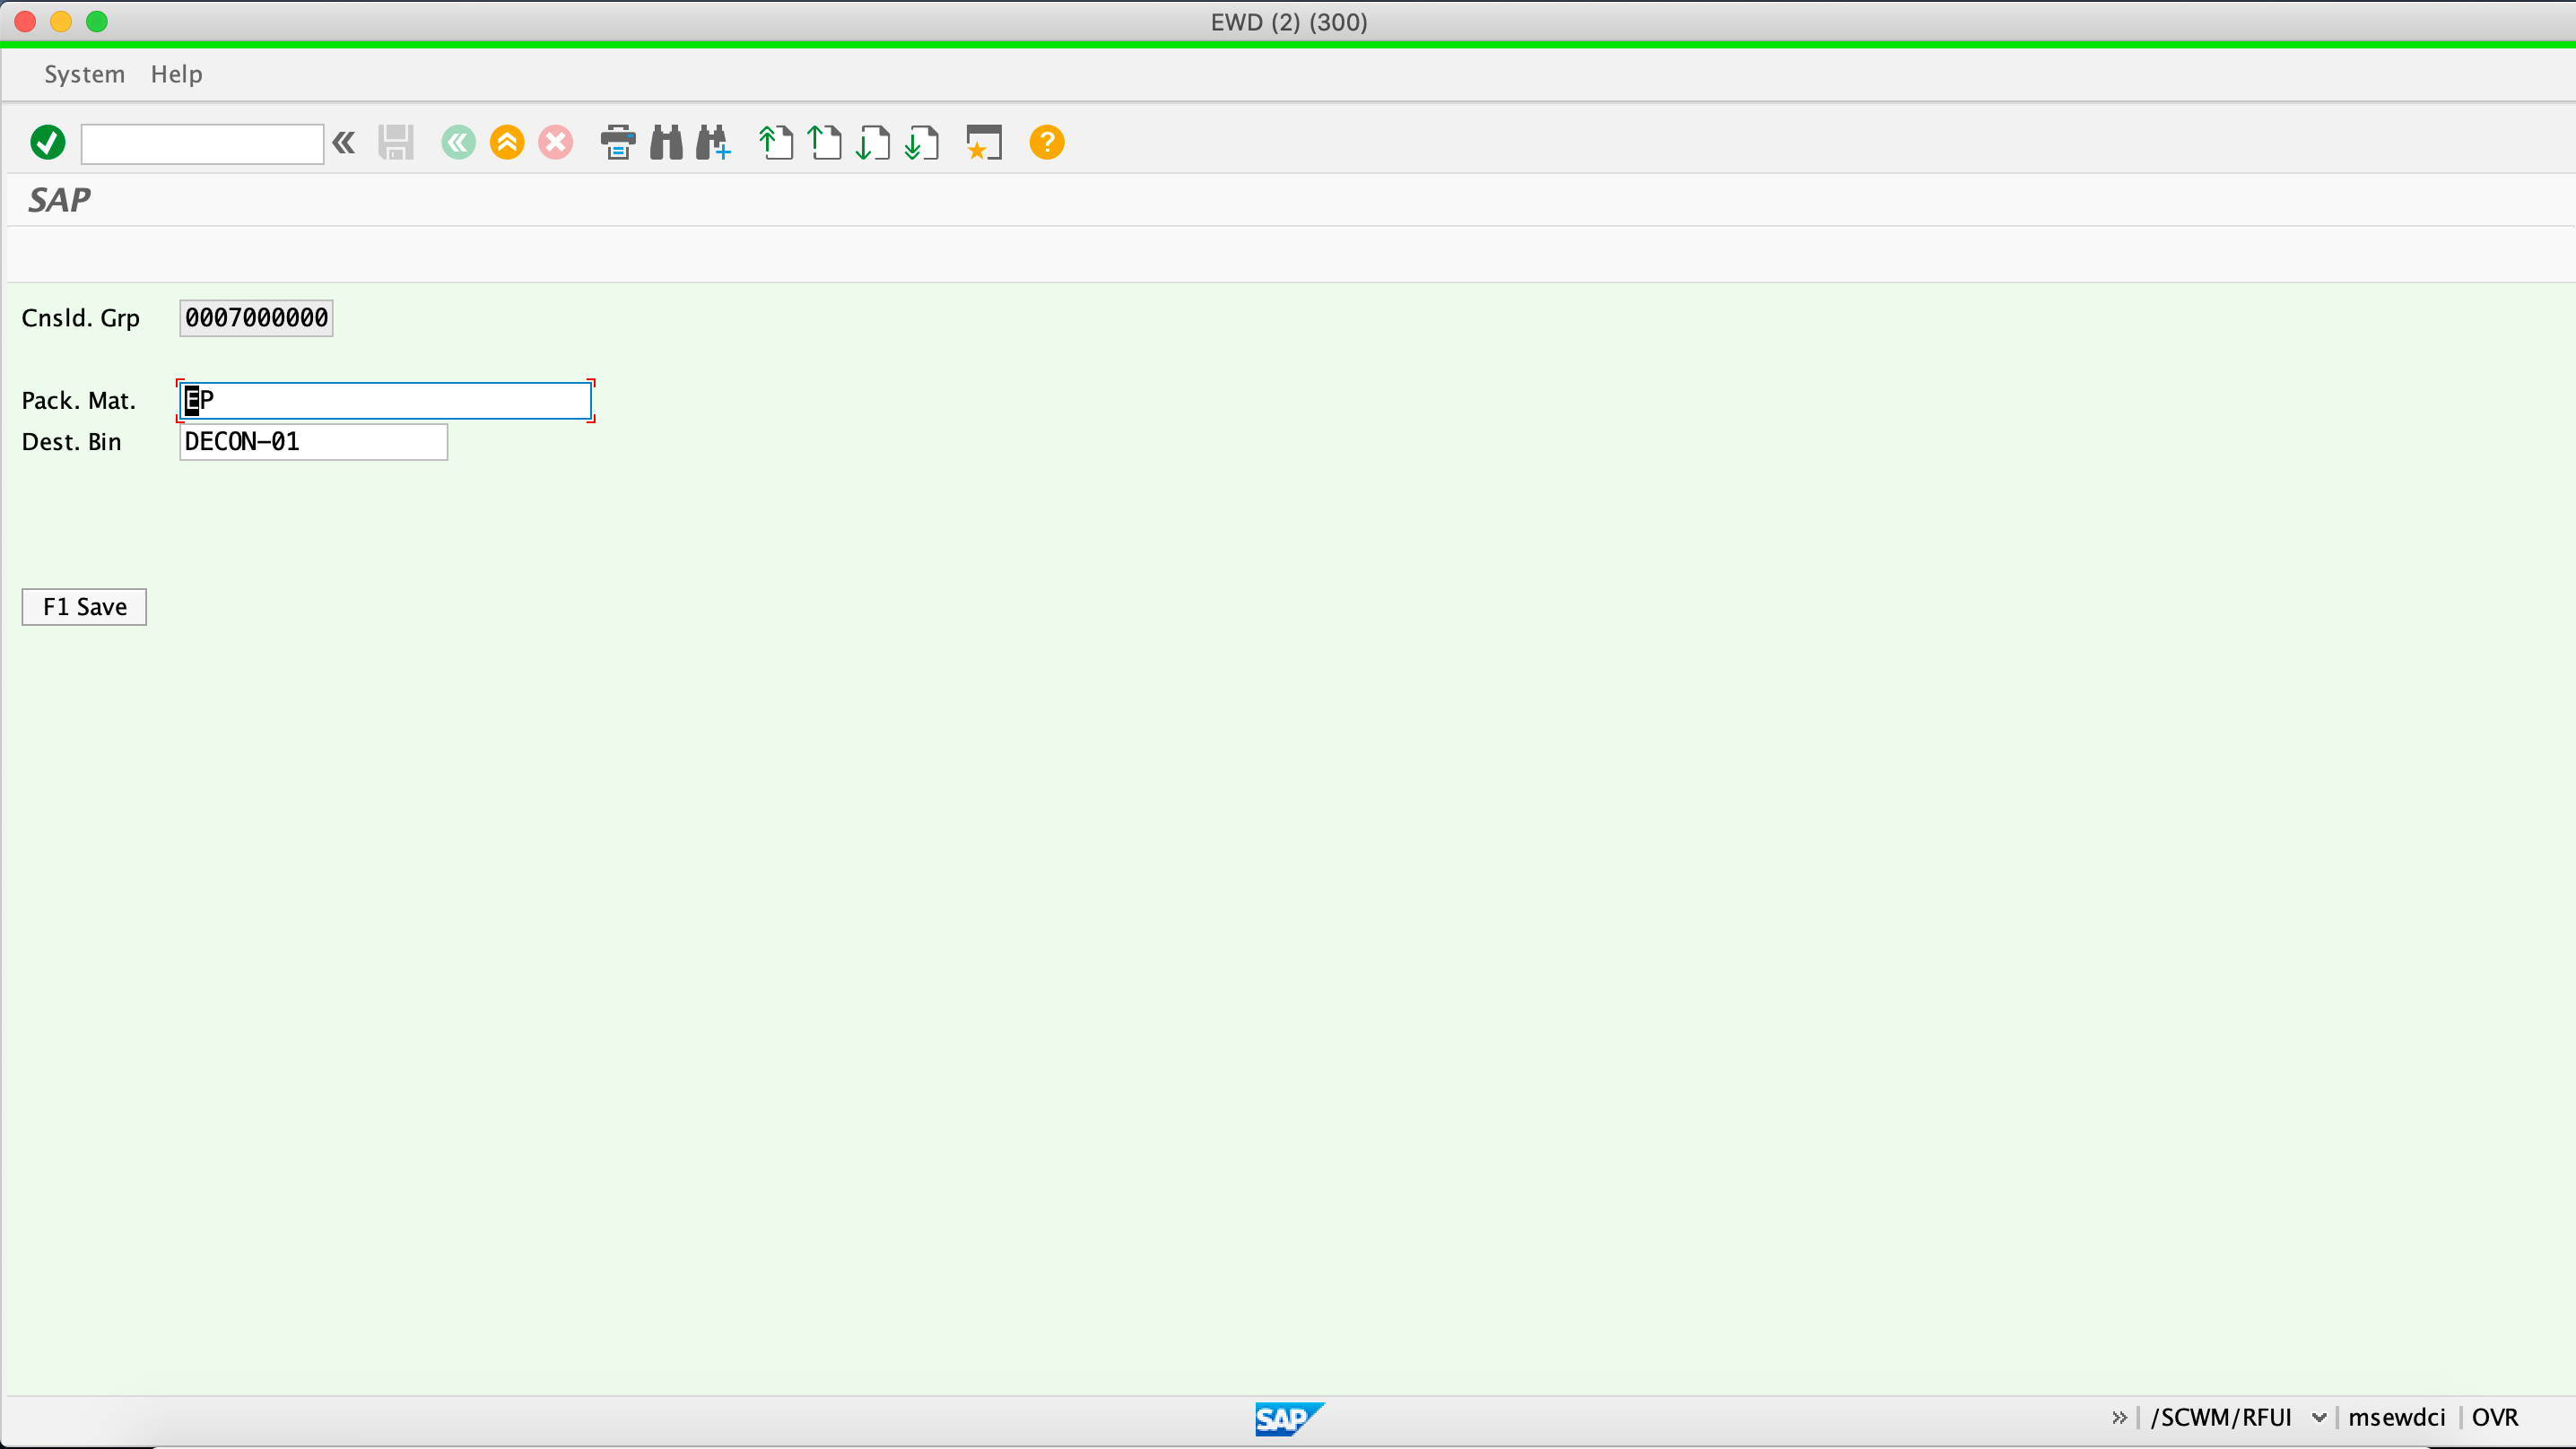 EWD (2) (300)
System Help
SAP
Cnsld. Grp 0007000000
Pack. Mat. EP
Dest. Bin DECON-01
F1 Save
SAP /SCWM/RFUI msewdci OVR